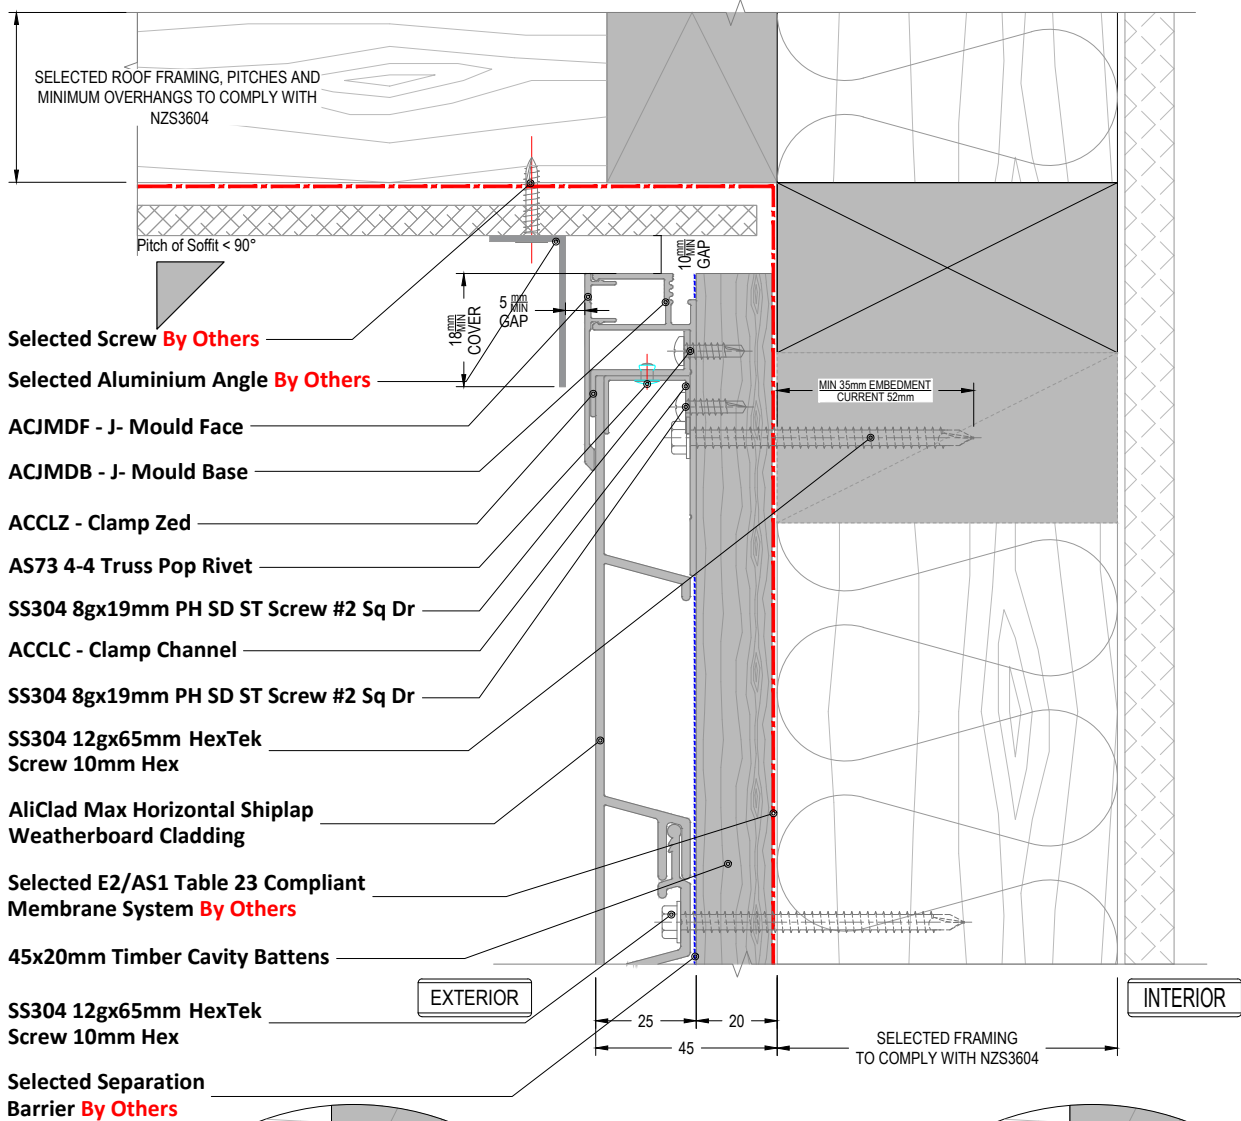 SELECTED ROOF FRAMING, PITCHES AND
MINIMUM OVERHANGS TO COMPLY WITH
NZS3604
Pitch of Soffit < 90°
10mm MIN GAP
18mm MIN COVER
5 mm MIN GAP
MIN 35mm EMBEDMENT
CURRENT 52mm
Selected Screw By Others
Selected Aluminium Angle By Others
ACJMDF - J- Mould Face
ACJMDB - J- Mould Base
ACCLZ - Clamp Zed
AS73 4-4 Truss Pop Rivet
SS304 8gx19mm PH SD ST Screw #2 Sq Dr
ACCLC - Clamp Channel
SS304 8gx19mm PH SD ST Screw #2 Sq Dr
SS304 12gx65mm HexTek
Screw 10mm Hex
AliClad Max Horizontal Shiplap
Weatherboard Cladding
Selected E2/AS1 Table 23 Compliant
Membrane System By Others
45x20mm Timber Cavity Battens
SS304 12gx65mm HexTek
Screw 10mm Hex
Selected Separation
Barrier By Others
EXTERIOR
INTERIOR
25
20
45
SELECTED FRAMING
TO COMPLY WITH NZS3604